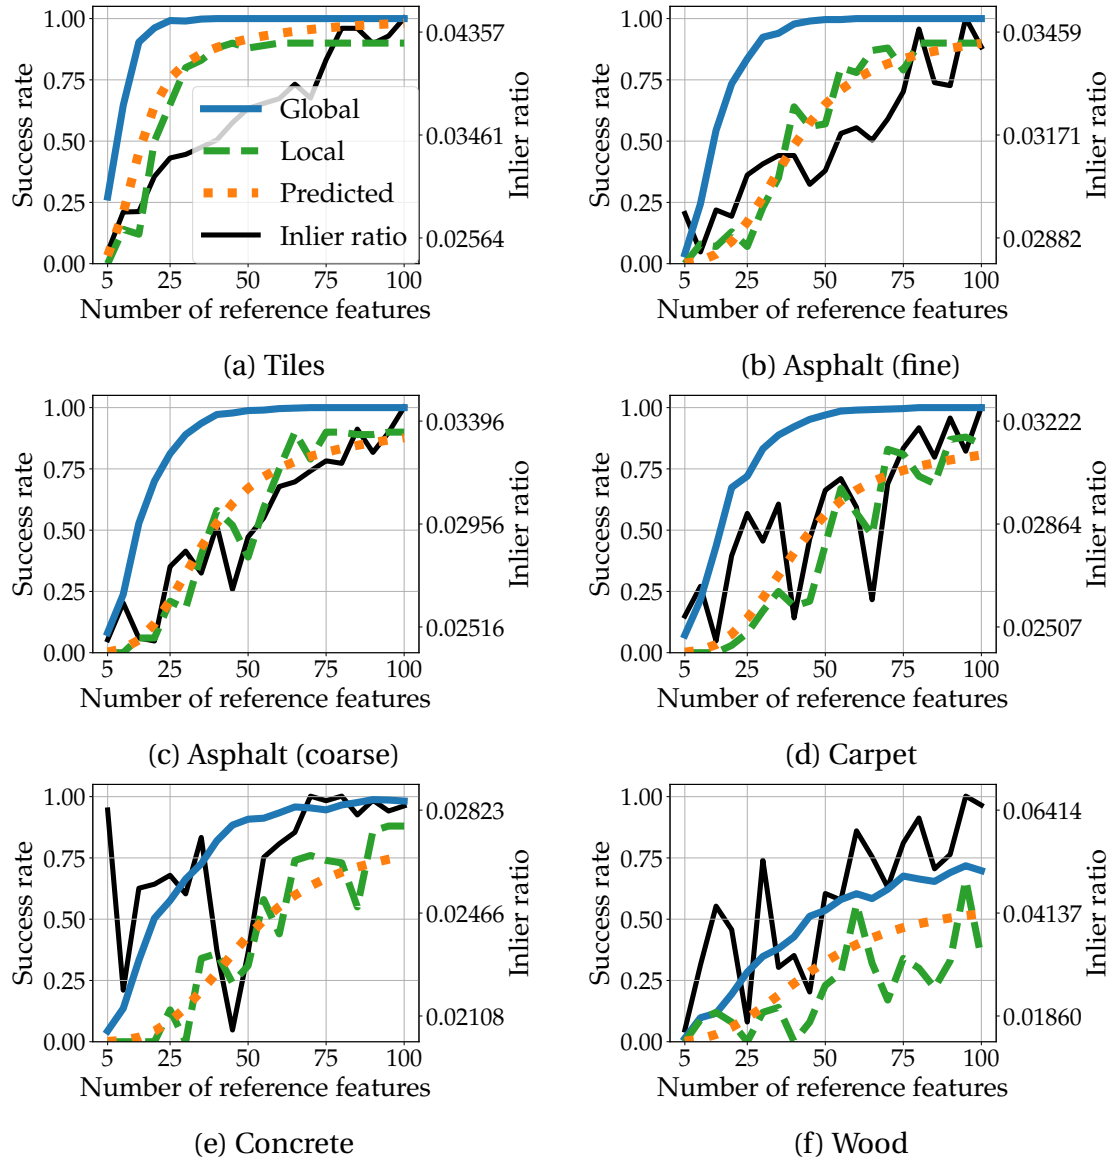 1.00
0.75
0.50
0.25
0.00
Success rate
5 25 50 75 100
Number of reference features
0.04357
0.03461
0.02564
Inlier ratio
Global
Local
Predicted
Inlier ratio
(a) Tiles
1.00
0.75
0.50
0.25
0.00
Success rate
5 25 50 75 100
Number of reference features
0.03459
0.03171
0.02882
Inlier ratio
(b) Asphalt (fine)
1.00
0.75
0.50
0.25
0.00
Success rate
5 25 50 75 100
Number of reference features
0.03396
0.02956
0.02516
Inlier ratio
(c) Asphalt (coarse)
1.00
0.75
0.50
0.25
0.00
Success rate
5 25 50 75 100
Number of reference features
0.03222
0.02864
0.02507
Inlier ratio
(d) Carpet
1.00
0.75
0.50
0.25
0.00
Success rate
5 25 50 75 100
Number of reference features
0.02823
0.02466
0.02108
Inlier ratio
(e) Concrete
1.00
0.75
0.50
0.25
0.00
Success rate
5 25 50 75 100
Number of reference features
0.06414
0.04137
0.01860
Inlier ratio
(f) Wood